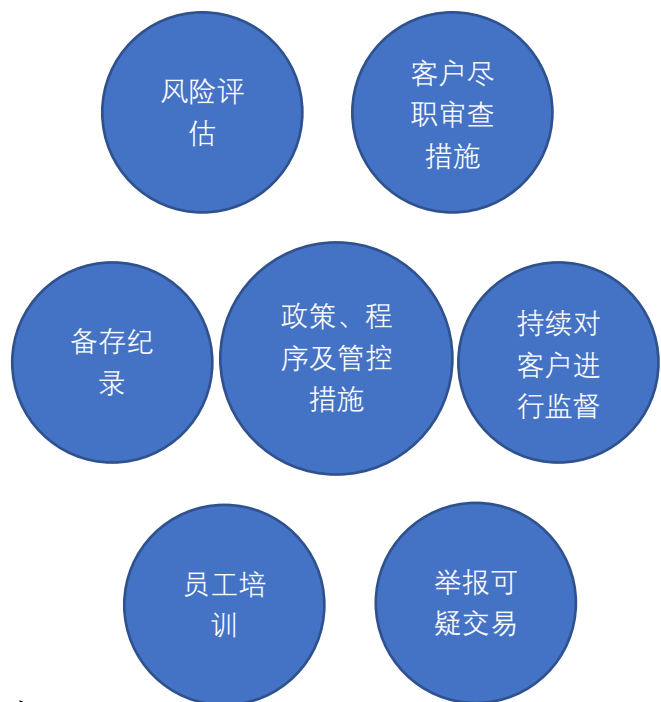 风险评
估
客户尽
职审查
措施
备存纪
录
政策、程
序及管控
措施
持续对
客户进
行监督
员工培
训
举报可
疑交易